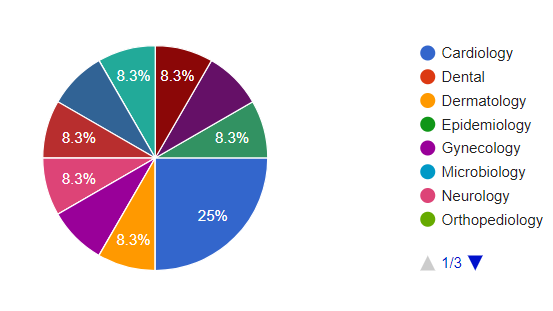 8.3%
8.3%
8.3%
8.3%
8.3%
25%
8.3%
Cardiology
Dental
Dermatology
Epidemiology
Gynecology
Microbiology
Neurology
Orthopediology
1/3